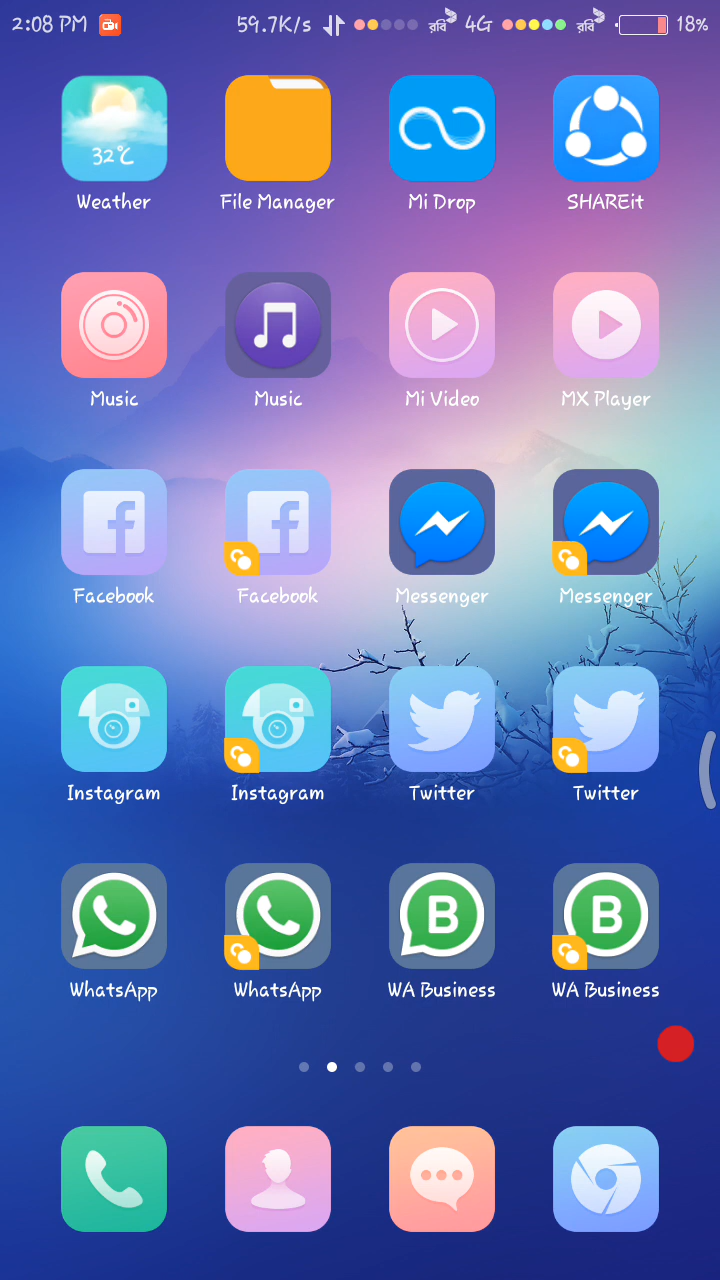 2:08 PM 59.7K/s রবি 4G রবি 18%
32°C
Weather File Manager Mi Drop SHAREit
Music Music Mi Video MX Player
Facebook Facebook Messenger Messenger
Instagram Instagram Twitter Twitter
B B
WhatsApp WhatsApp WA Business WA Business